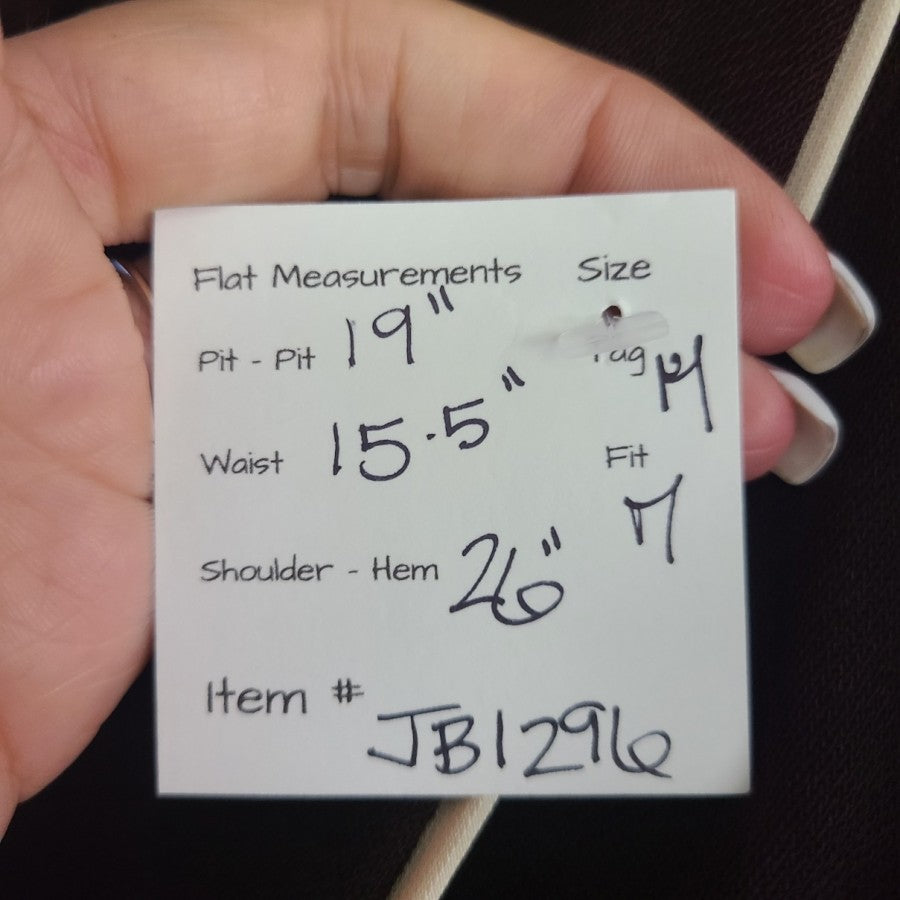 Flat Measurements Size
Pit - Pit 19" Tag M
Waist 15.5" Fit
M
Shoulder - Hem 26"
Item # JB1296